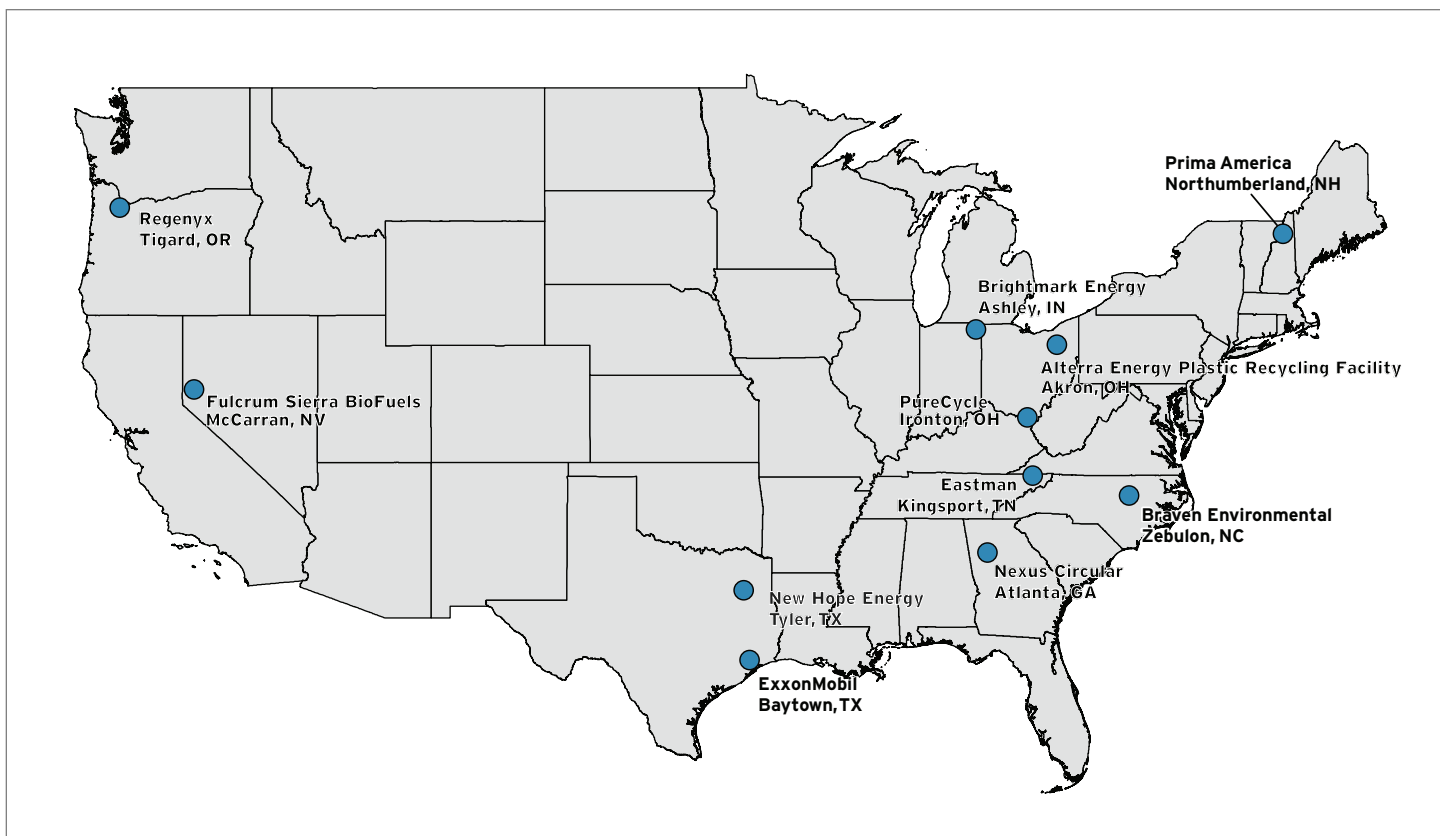 Prima America
Northumberland, NH
Regenyx
Tigard, OR
Brightmark Energy
Ashley, IN
Alterra Energy Plastic Recycling Facility
Akron, OH
Fulcrum Sierra BioFuels
McCarran, NV
PureCycle
Ironton, OH
Eastman
Kingsport, TN
Braven Environmental
Zebulon, NC
Nexus Circular
Atlanta, GA
New Hope Energy
Tyler, TX
ExxonMobil
Baytown, TX